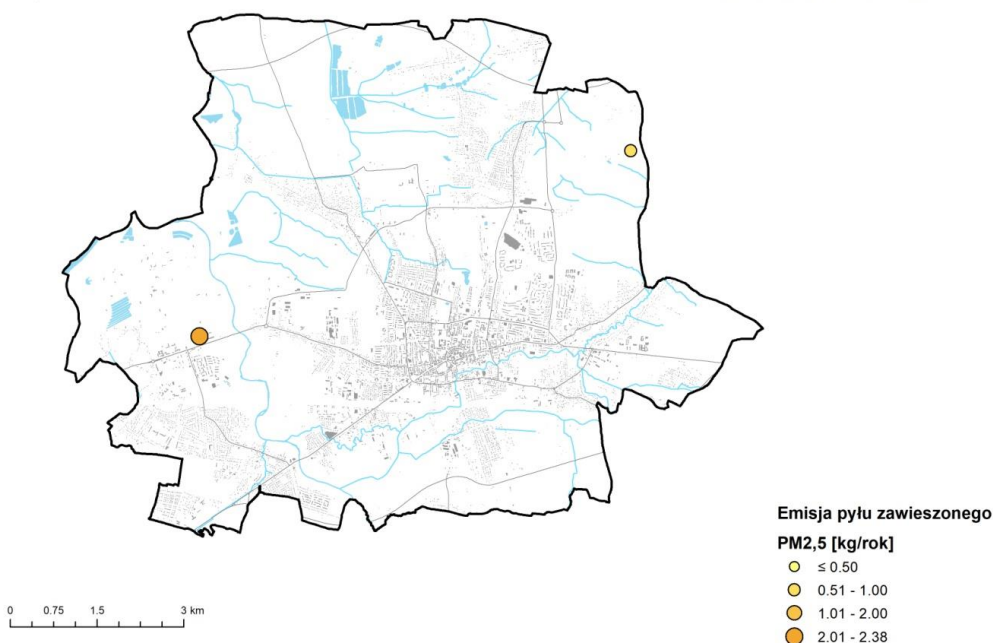 Emisja pyłu zawieszonego
PM2,5 [kg/rok]
≤ 0.50
0.51 - 1.00
1.01 - 2.00
2.01 - 2.38
0 0.75 1.5 3 km